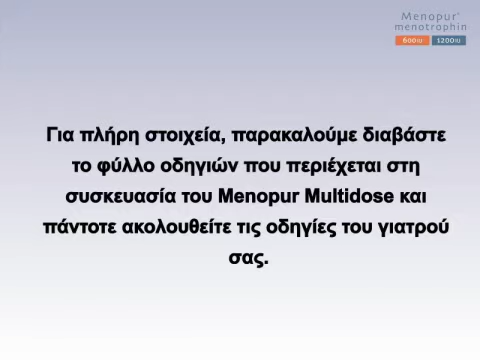 Menopur®
menotrophin
600IU 1200IU
Για πλήρη στοιχεία, παρακαλούμε διαβάστε
το φύλλο οδηγιών που περιέχεται στη
συσκευασία του Menopur Multidose και
πάντοτε ακολουθείτε τις οδηγίες του γιατρού
σας.